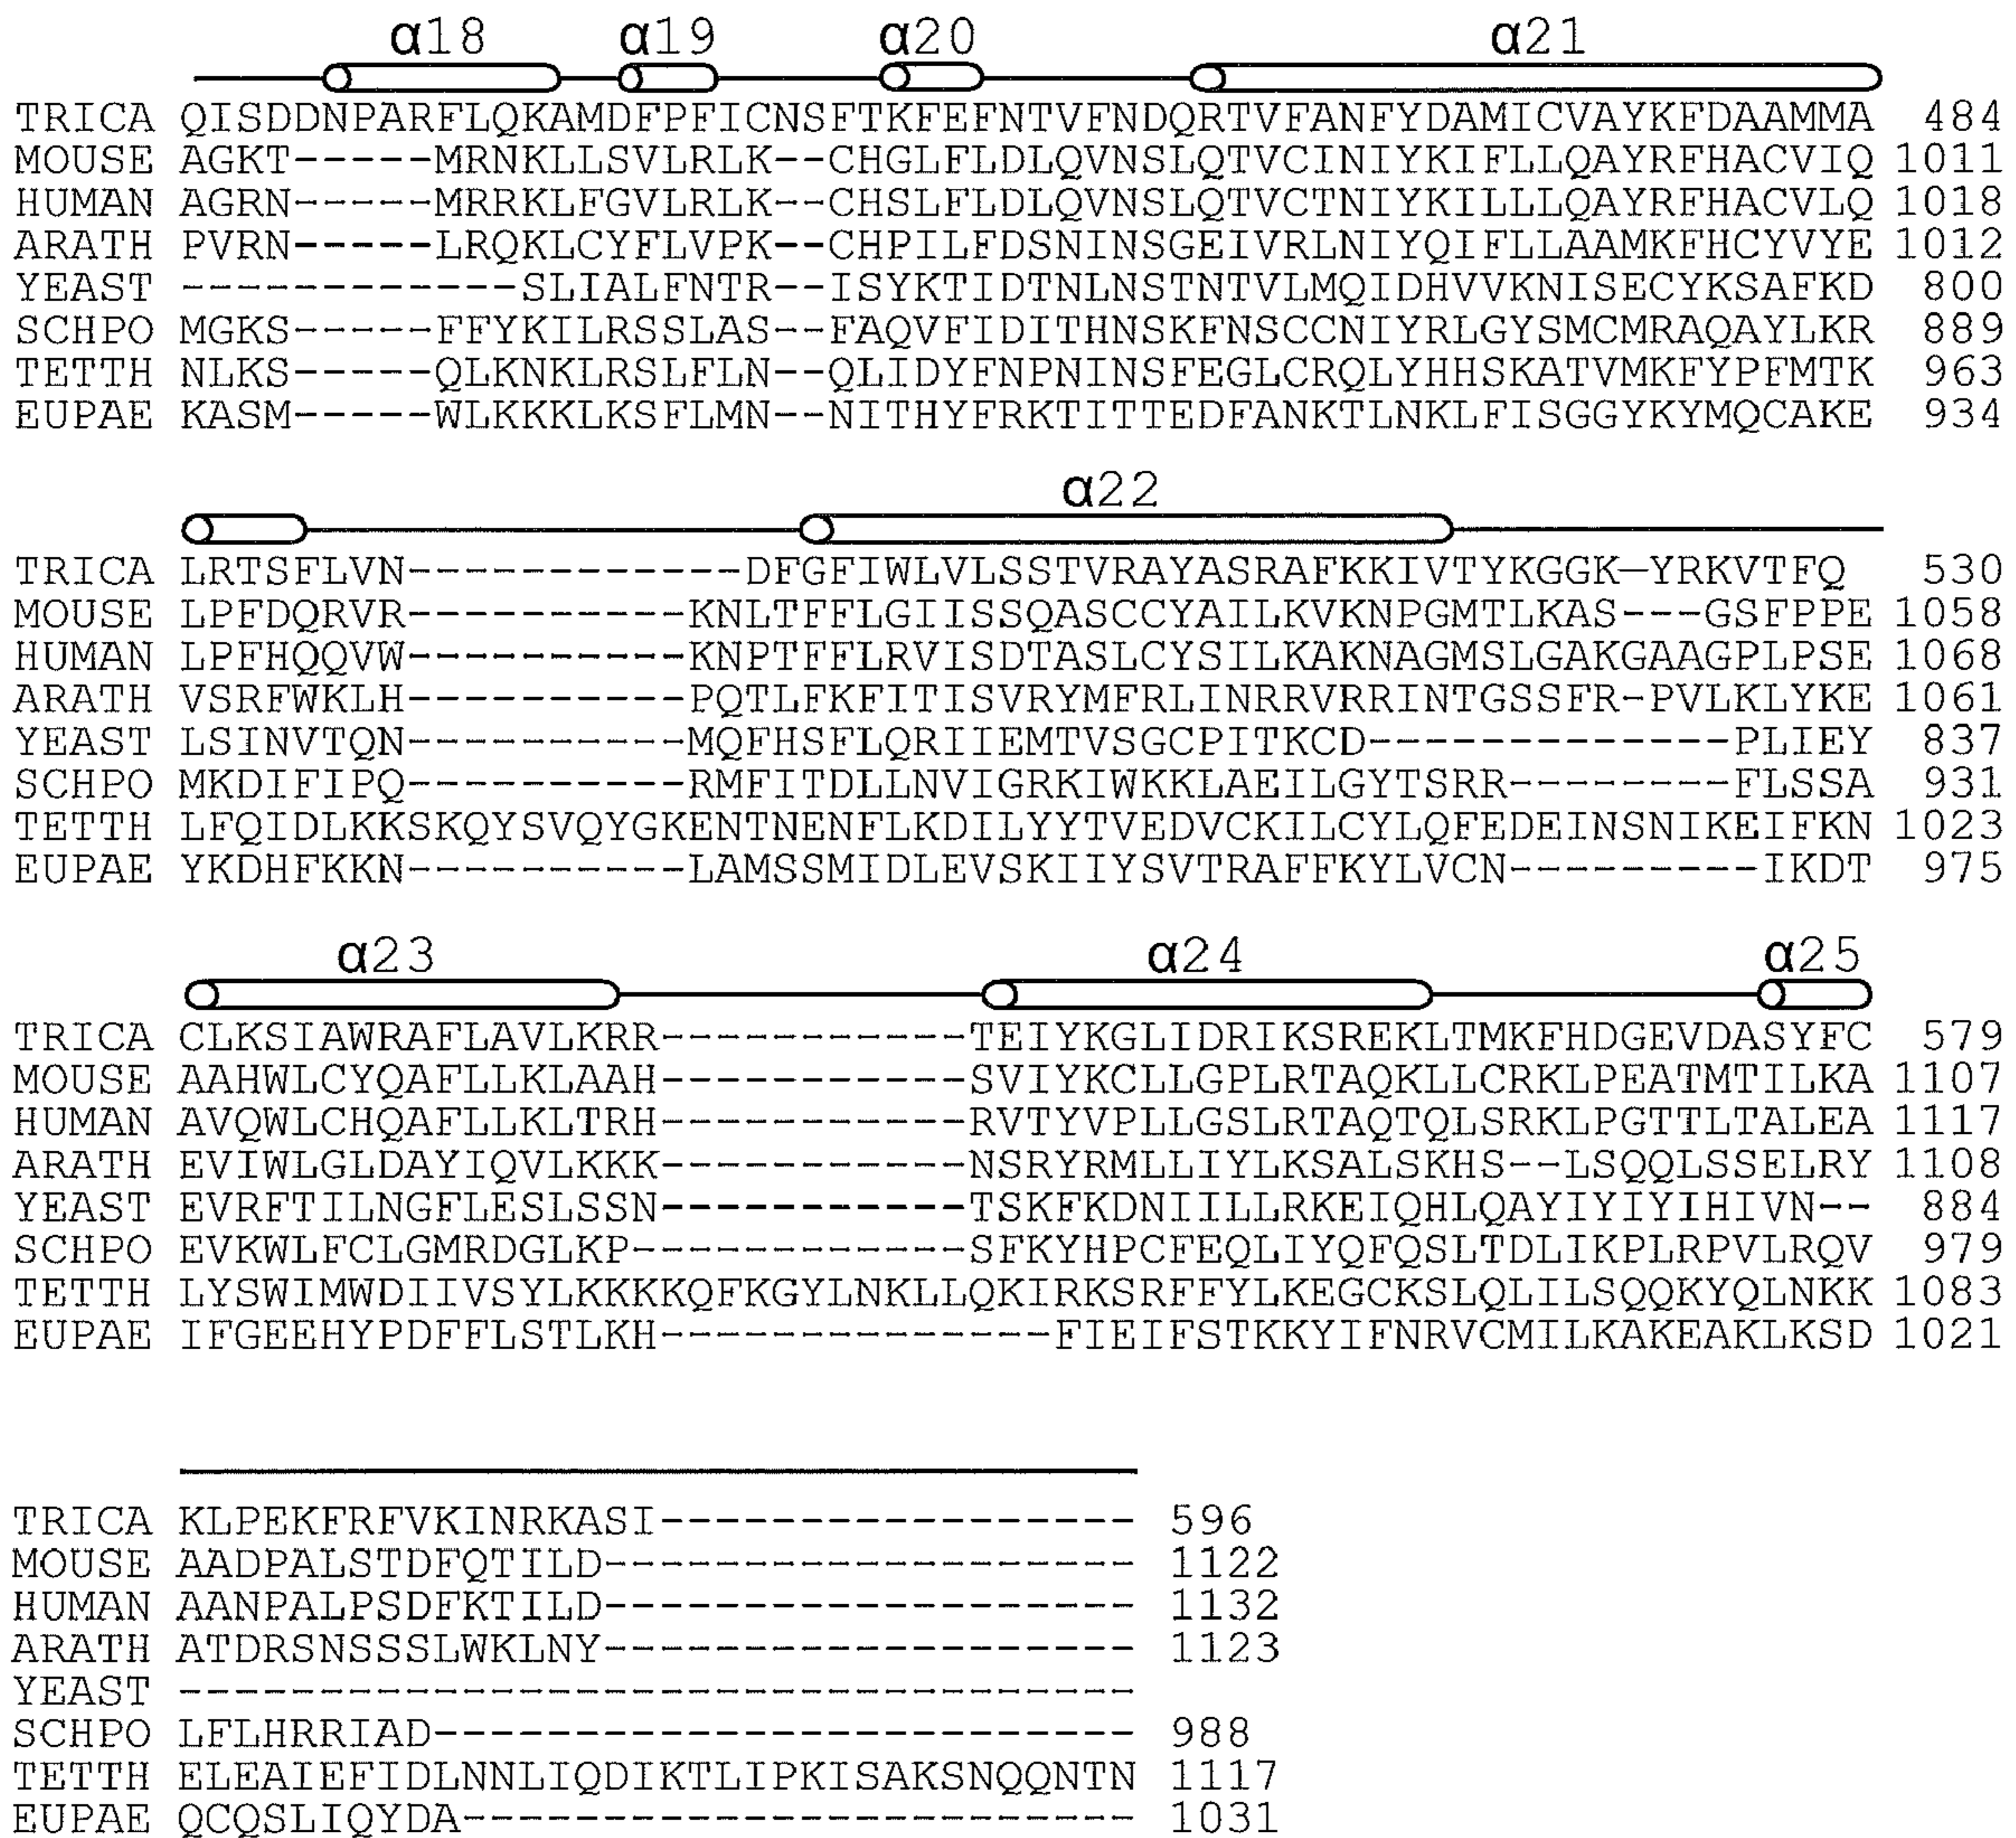 α18 α19 α20 α21
TRICA QISDDNPARFLQKAMDFPFICNSFTKFEFNTVFNDQRTVFANFYDAMICVAYKFDAAMMA 484
MOUSE AGKT-----MRNKLLSVLRLK--CHGLFLDLQVNSLQTVCINIYKIFLLQAYRFHACVIQ 1011
HUMAN AGRN-----MRRKLFGVLRLK--CHSLFLDLQVNSLQTVCTNIYKILLLQAYRFHACVLQ 1018
ARATH PVRN-----LRQKLCYFLVPK--CHPILFDSNINSGEIVRLNIYQIFLLAAMKFHCYVYE 1012
YEAST ------------SLIALFNTR--ISYKTIDTNLNSTNTVLMQIDHVVKNISECYKSAFKD 800
SCHPO MGKS-----FFYKILRSSLAS--FAQVFIDITHNSKFNSCCNIYRLGYSMCMRAQAYLKR 889
TETTH NLKS-----QLKNKLRSLFLN--QLIDYFNPNINSFEGLCRQLYHHSKATVMKFYPFMTK 963
EUPAE KASM-----WLKKKLKSFLMN--NITHYFRKTITTEDFANKTLNKLFISGGYKYMQCAKE 934
α22
TRICA LRTSFLVN------------DFGFIWLVLSSTVRAYASRAFKKIVTYKGGK—YRKVTFQ 530
MOUSE LPFDQRVR----------KNLTFFLGIISSQASCCYAILKVKNPGMTLKAS---GSFPPE 1058
HUMAN LPFHQQVW----------KNPTFFLRVISDTASLCYSILKAKNAGMSLGAKGAAGPLPSE 1068
ARATH VSRFWKLH----------PQTLFKFITISVRYMFRLINRRVRRINTGSSFR-PVLKLYKE 1061
YEAST LSINVTQN----------MQFHSFLQRIIEMTVSGCPITKCD-------------PLIEY 837
SCHPO MKDIFIPQ----------RMFITDLLNVIGRKIWKKLAEILGYTSRR--------FLSSA 931
TETTH LFQIDLKKSKQYSVQYGKENTNENFLKDILYYTVEDVCKILCYLQFEDEINSNIKEIFKN 1023
EUPAE YKDHFKKN----------LAMSSMIDLEVSKIIYSVTRAFFKYLVCN---------IKDT 975
α23 α24 α25
TRICA CLKSIAWRAFLAVLKRR-----------TEIYKGLIDRIKSREKLTMKFHDGEVDASYFC 579
MOUSE AAHWLCYQAFLLKLAAH-----------SVIYKCLLGPLRTAQKLLCRKLPEATMTILKA 1107
HUMAN AVQWLCHQAFLLKLTRH-----------RVTYVPLLGSLRTAQTQLSRKLPGTTLTALEA 1117
ARATH EVIWLGLDAYIQVLKKK-----------NSRYRMLLIYLKSALSKHS--LSQQLSSELRY 1108
YEAST EVRFTILNGFLESLSSN-----------TSKFKDNIILLRKEIQHLQAYIYIYIHIVN-- 884
SCHPO EVKWLFCLGMRDGLKP------------SFKYHPCFEQLIYQFQSLTDLIKPLRPVLRQV 979
TETTH LYSWIMWDIIVSYLKKKKQFKGYLNKLLQKIRKSRFFYLKEGCKSLQLILSQQKYQLNKK 1083
EUPAE IFGEEHYPDFFLSTLKH--------------FIEIFSTKKYIFNRVCMILKAKEAKLKSD 1021
TRICA KLPEKFRFVKINRKASI----------------- 596
MOUSE AADPALSTDFQTILD------------------- 1122
HUMAN AANPALPSDFKTILD------------------- 1132
ARATH ATDRSNSSSLWKLNY------------------- 1123
YEAST ----------------------------------
SCHPO LFLHRRIAD------------------------- 988
TETTH ELEAIEFIDLNNLIQDIKTLIPKISAKSNQQNTN 1117
EUPAE QCQSLIQYDA------------------------ 1031